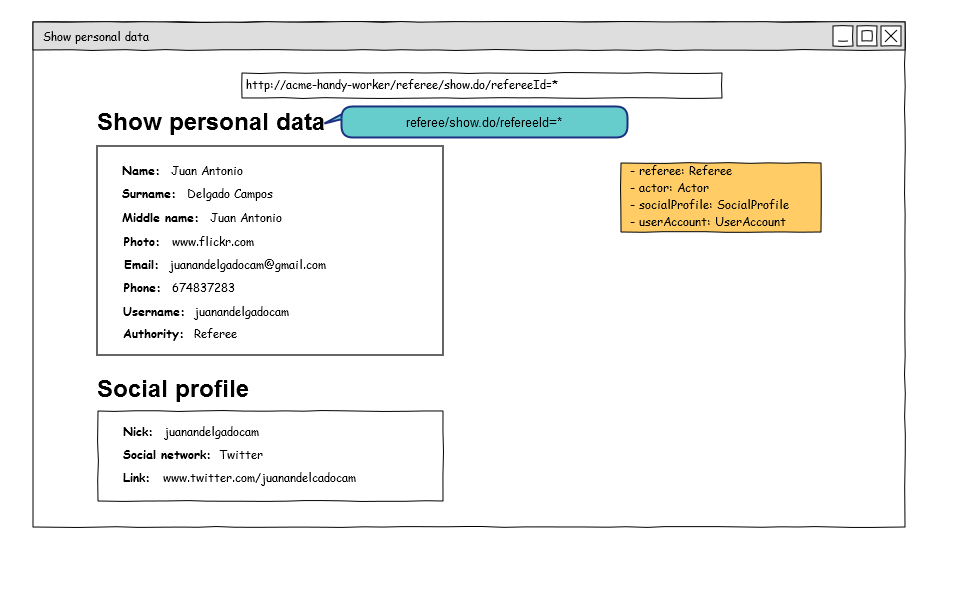 Show personal data
http://acme-handy-worker/referee/show.do/refereeId=*
Show personal data
referee/show.do/refereeId=*
Name: Juan Antonio
Surname: Delgado Campos
Middle name: Juan Antonio
Photo: www.flickr.com
Email: juanandelgadocam@gmail.com
Phone: 674837283
Username: juanandelgadocam
Authority: Referee
- referee: Referee
- actor: Actor
- socialProfile: SocialProfile
- userAccount: UserAccount
Social profile
Nick: juanandelgadocam
Social network: Twitter
Link: www.twitter.com/juanandelcadocam